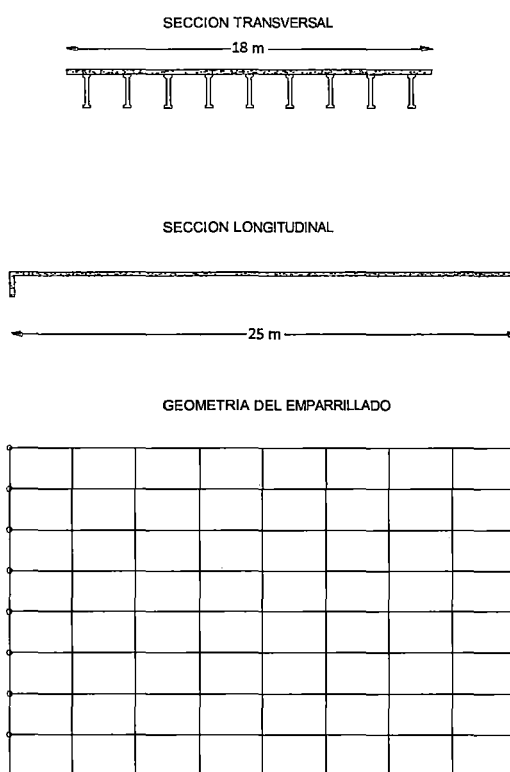 SECCION TRANSVERSAL
18 m
SECCION LONGITUDINAL
25 m
GEOMETRIA DEL EMPARRILLADO